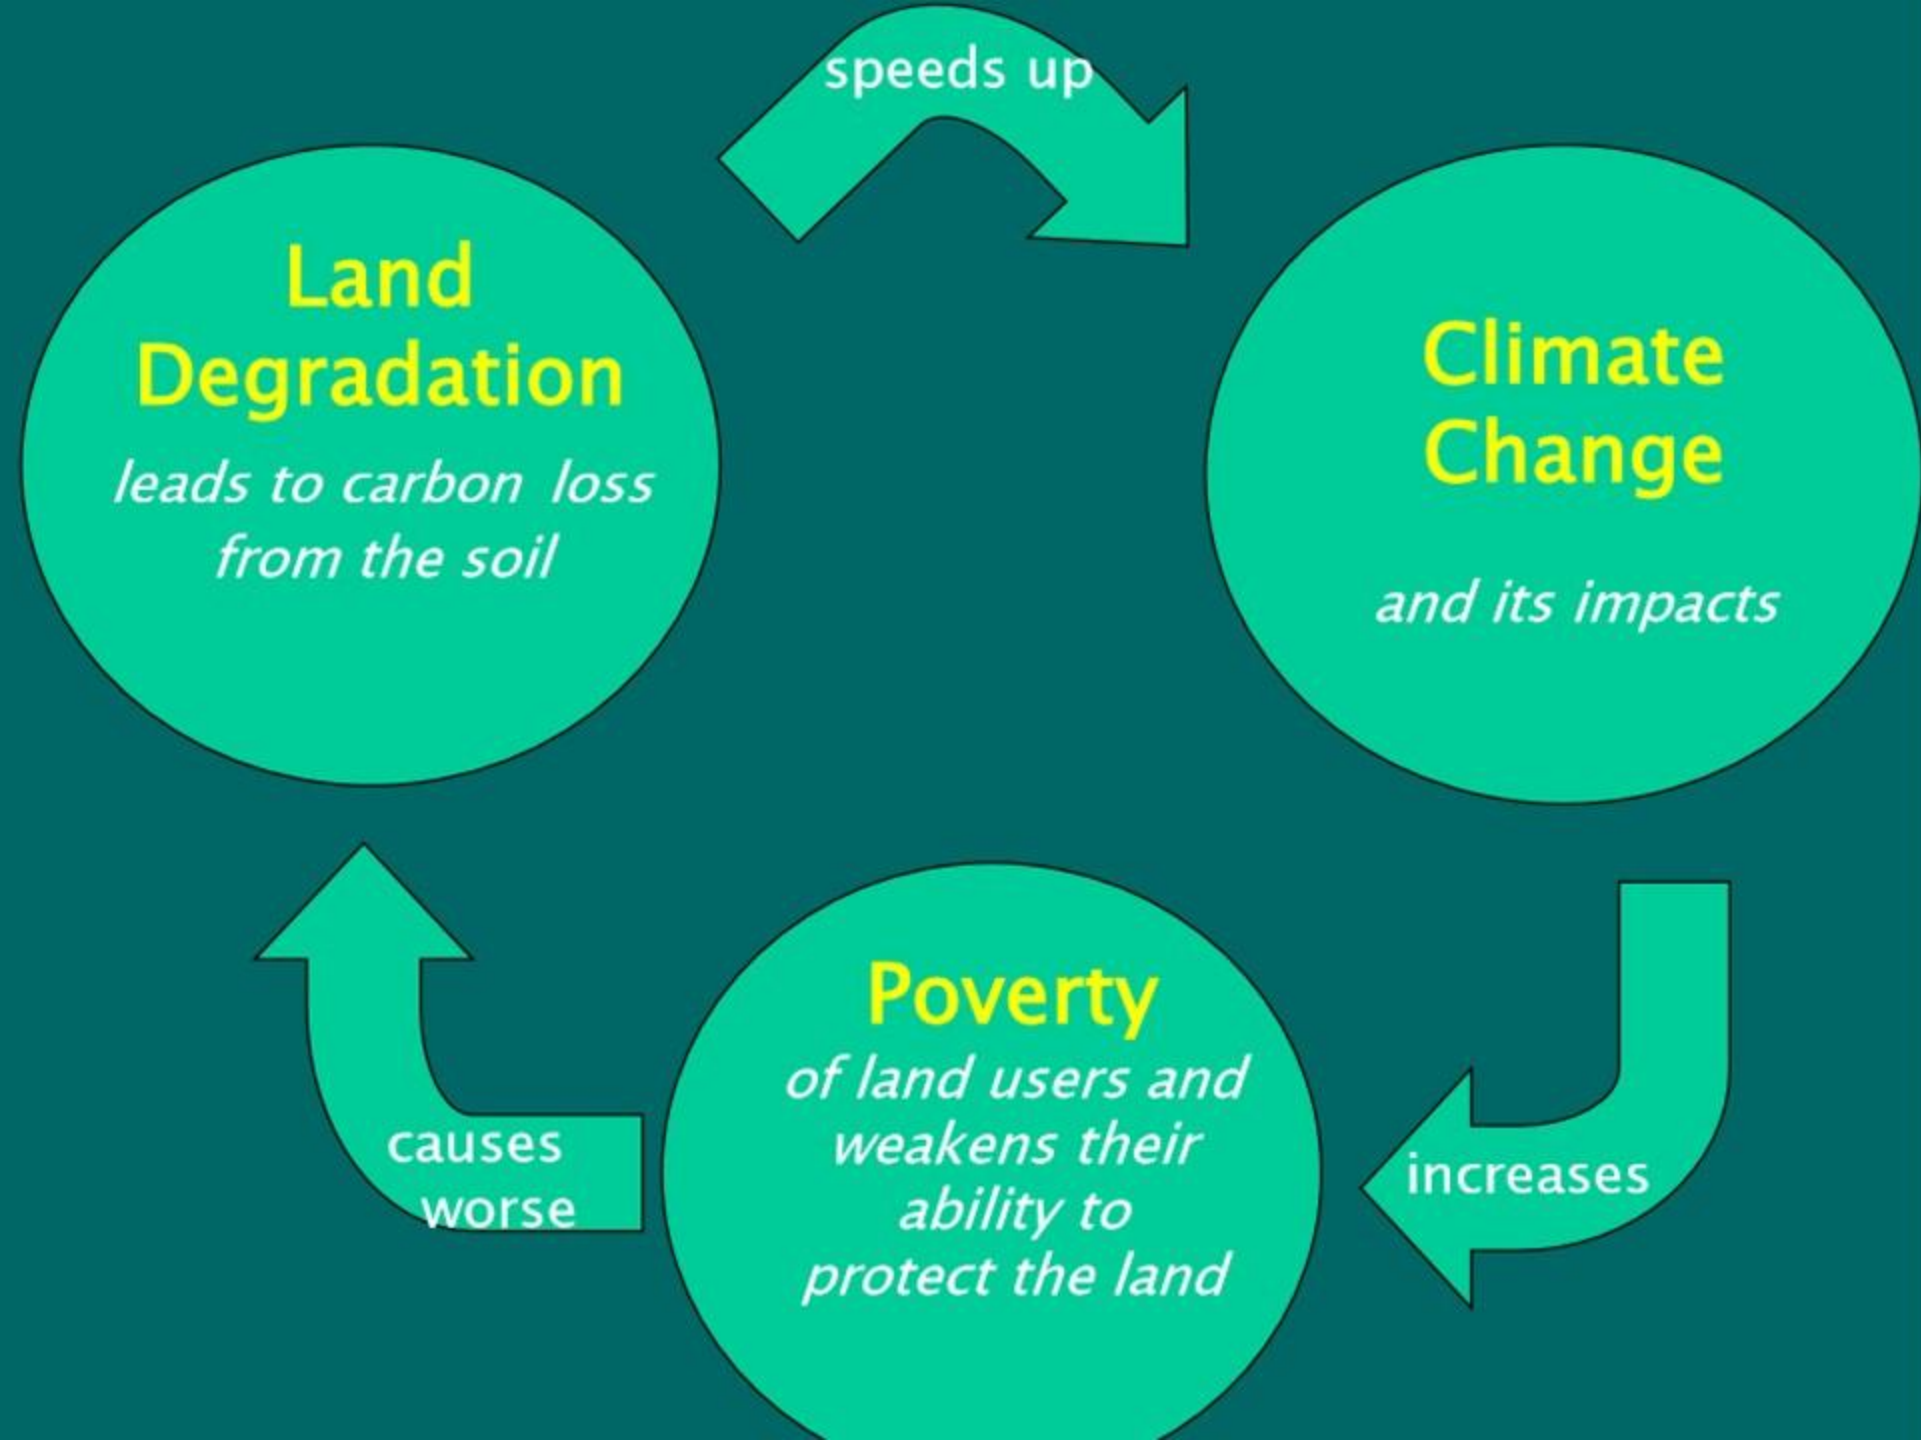 speeds up
Land
Degradation
leads to carbon loss
from the soil
Climate
Change
and its impacts
increases
Poverty
of land users and
weakens their
ability to
protect the land
causes
worse